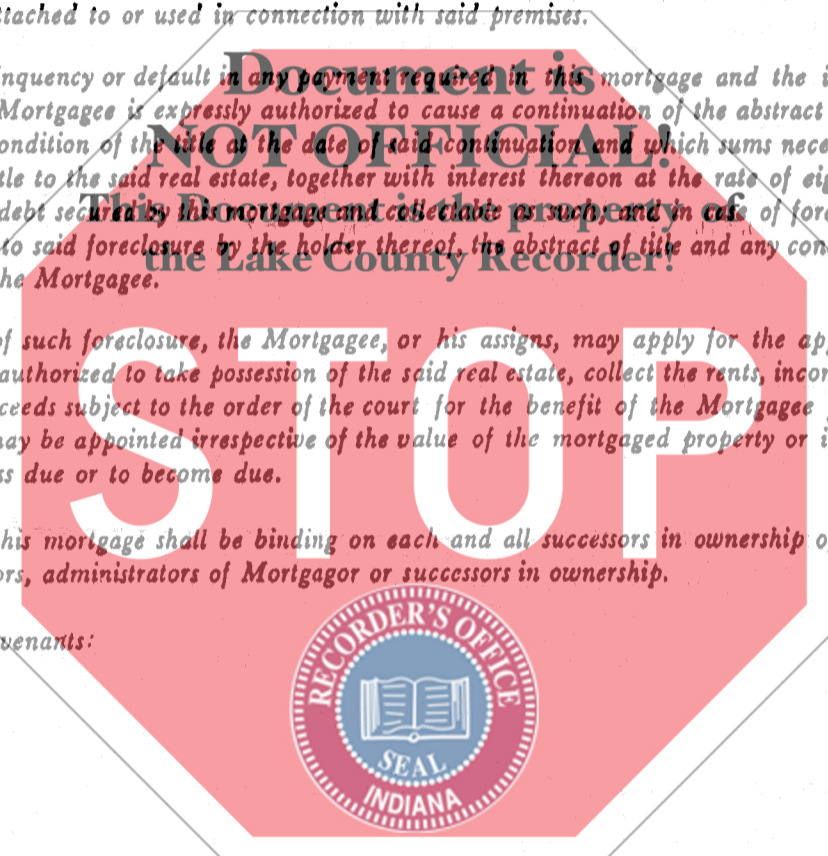 ttached to or used in connection with said premises.
Document is
inquency or default in any payment required in this mortgage and the i
Mortgagee is expressly authorized to cause a continuation of the abstract
NOT OFFICIAL!
ondition of the title at the date of said continuation and which sums nece
tle to the said real estate, together with interest thereon at the rate of eig
This Document is the property of
debt secured by this mortgage and collectable as such; and in case of fore
to said foreclosure by the holder thereof, the abstract of title and any con
the Lake County Recorder!
he Mortgagee.
of such foreclosure, the Mortgagee, or his assigns, may apply for the ap
authorized to take possession of the said real estate, collect the rents, incom
ceeds subject to the order of the court for the benefit of the Mortgagee
may be appointed irrespective of the value of the mortgaged property or i
ss due or to become due.
STOP
his mortgage shall be binding on each and all successors in ownership o
ors, administrators of Mortgagor or successors in ownership.
venants:
RECORDER'S OFFICE
SEAL
INDIANA